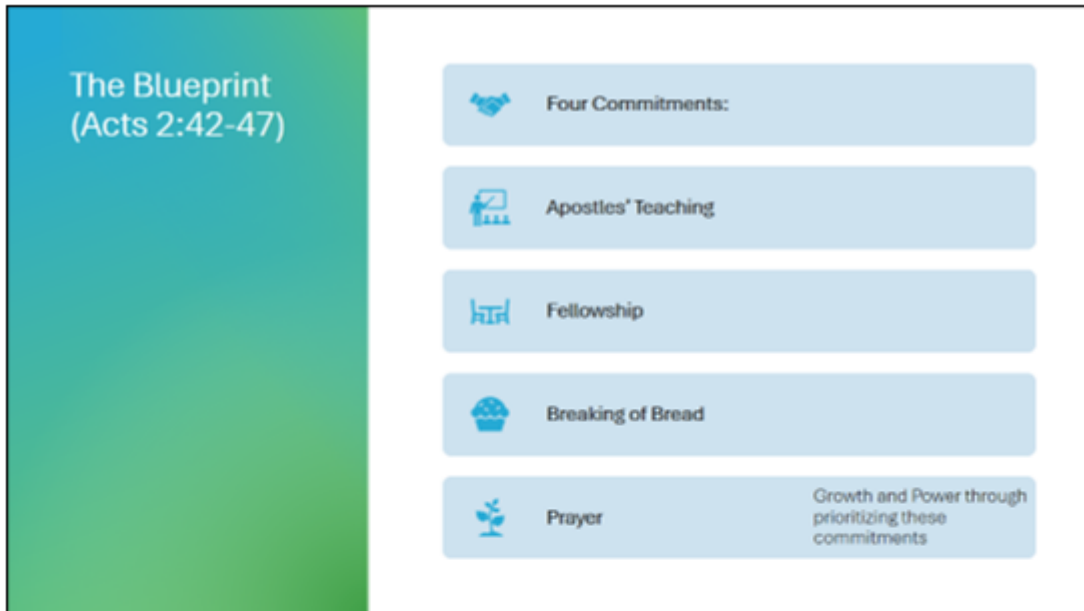 The Blueprint
(Acts 2:42-47)
Four Commitments:
Apostles' Teaching
Fellowship
Breaking of Bread
Prayer
Growth and Power through
prioritizing these
commitments